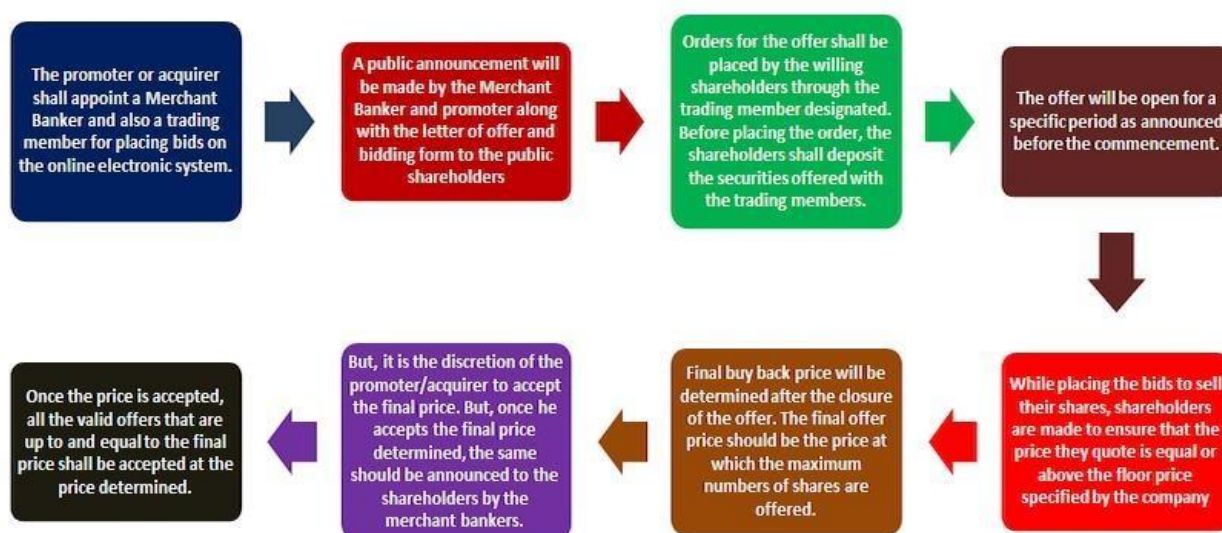 The promoter or acquirer
shall appoint a Merchant
Banker and also a trading
member for placing bids on
the online electronic system.
A public announcement will
be made by the Merchant
Banker and promoter along
with the letter of offer and
bidding form to the public
shareholders
Orders for the offer shall be
placed by the willing
shareholders through the
trading member designated.
Before placing the order, the
shareholders shall deposit
the securities offered with
the trading members.
The offer will be open for a
specific period as announced
before the commencement.
While placing the bids to sell
their shares, shareholders
are made to ensure that the
price they quote is equal or
above the floor price
specified by the company
Final buy back price will be
determined after the closure
of the offer. The final offer
price should be the price at
which the maximum
numbers of shares are
offered.
But, it is the discretion of the
promoter/acquirer to accept
the final price. But, once he
accepts the final price
determined, the same
should be announced to the
shareholders by the
merchant bankers.
Once the price is accepted,
all the valid offers that are
up to and equal to the final
price shall be accepted at the
price determined.